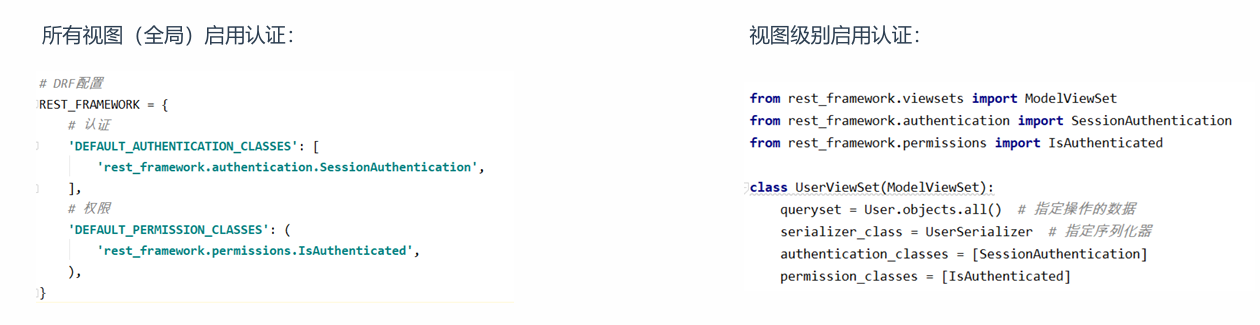 所有视图（全局）启用认证：
# DRF配置
REST_FRAMEWORK = {
    # 认证
    'DEFAULT_AUTHENTICATION_CLASSES': [
        'rest_framework.authentication.SessionAuthentication',
    ],
    # 权限
    'DEFAULT_PERMISSION_CLASSES': (
        'rest_framework.permissions.IsAuthenticated',
    ),
}
视图级别启用认证：
from rest_framework.viewsets import ModelViewSet
from rest_framework.authentication import SessionAuthentication
from rest_framework.permissions import IsAuthenticated
class UserViewSet(ModelViewSet):
    queryset = User.objects.all()  # 指定操作的数据
    serializer_class = UserSerializer  # 指定序列化器
    authentication_classes = [SessionAuthentication]
    permission_classes = [IsAuthenticated]